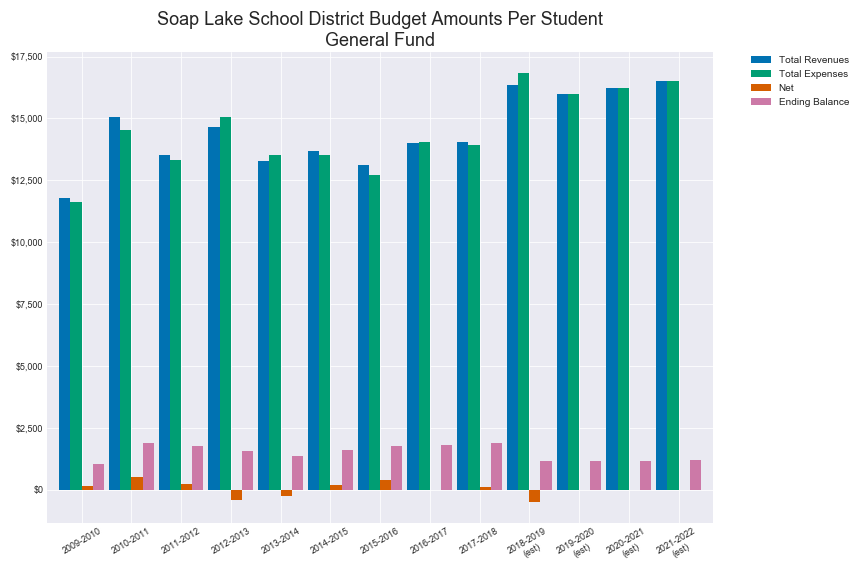 Soap Lake School District Budget Amounts Per Student
General Fund
$17,500
$15,000
$12,500
$10,000
$7,500
$5,000
$2,500
$0
2009-2010
2010-2011
2011-2012
2012-2013
2013-2014
2014-2015
2015-2016
2016-2017
2017-2018
2018-2019
(est)
2019-2020
(est)
2020-2021
(est)
2021-2022
(est)
Total Revenues
Total Expenses
Net
Ending Balance